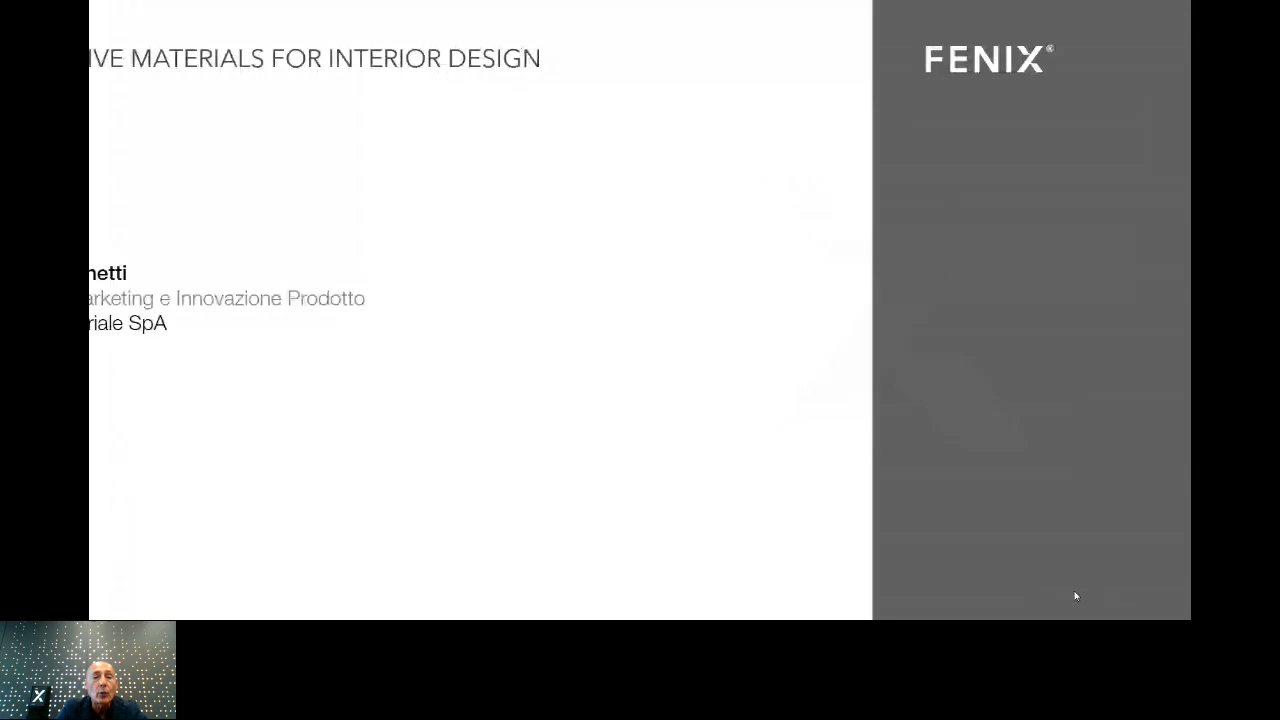 IVE MATERIALS FOR INTERIOR DESIGN
FENIX®
netti
arketing e Innovazione Prodotto
riale SpA
X